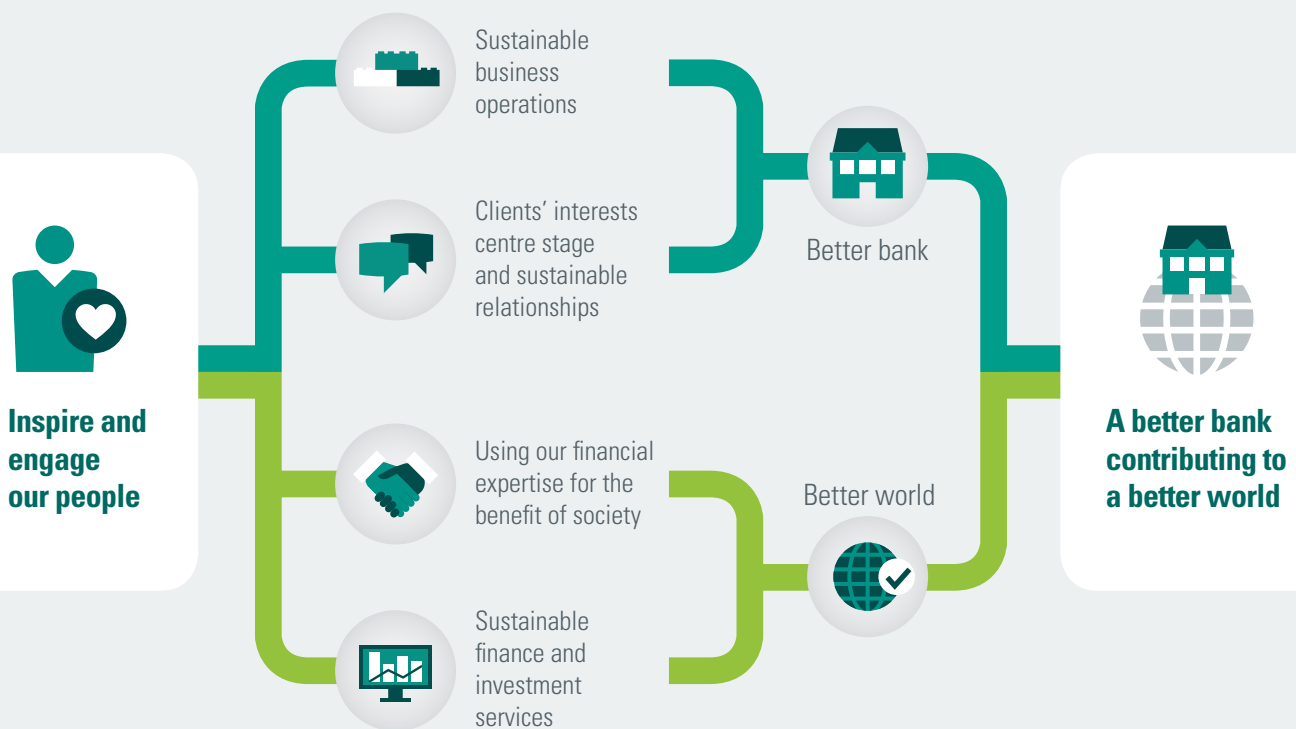 Inspire and
engage
our people
Sustainable
business
operations
Clients’ interests
centre stage
and sustainable
relationships
Using our financial
expertise for the
benefit of society
Sustainable
finance and
investment
services
Better bank
Better world
A better bank
contributing to
a better world